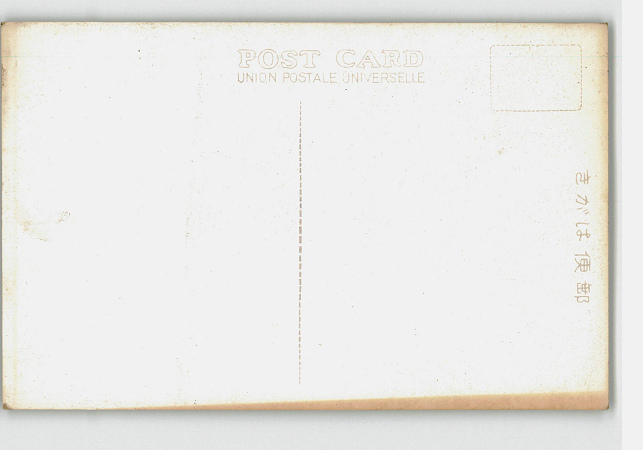 POST CARD
UNION POSTALE UNIVERSELLE
きがは便郵